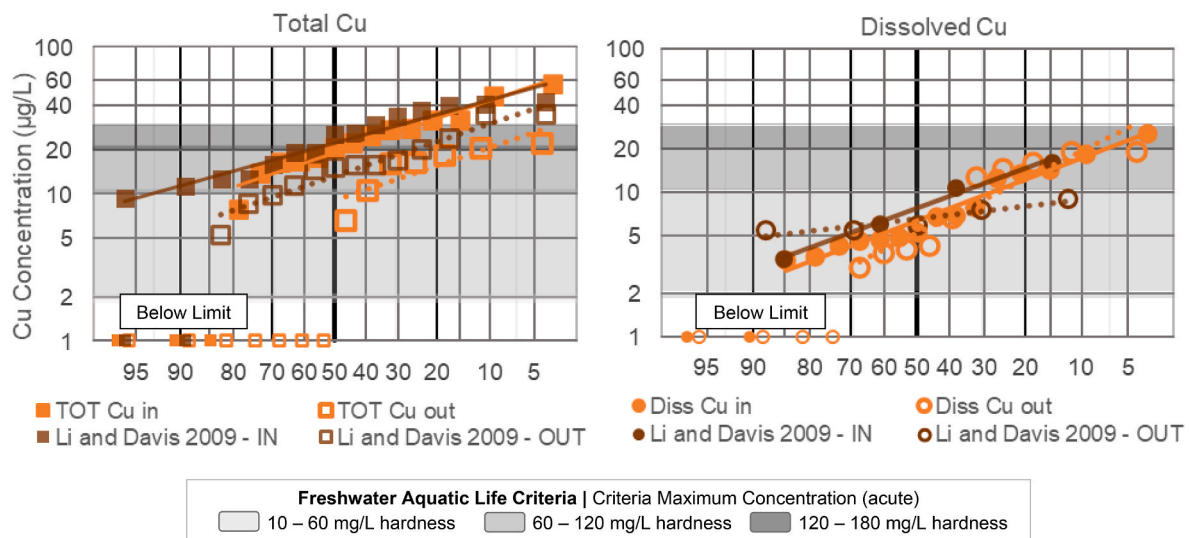 Total Cu
Dissolved Cu
Cu Concentration (µg/L)
100
60
40
20
10
5
2
1
Below Limit
95 90 80 70 60 50 40 30 20 10 5
100
60
40
20
10
5
2
1
Below Limit
95 90 80 70 60 50 40 30 20 10 5
TOT Cu in
TOT Cu out
Li and Davis 2009 - IN
Li and Davis 2009 - OUT
Diss Cu in
Diss Cu out
Li and Davis 2009 - IN
Li and Davis 2009 - OUT
Freshwater Aquatic Life Criteria | Criteria Maximum Concentration (acute)
10 – 60 mg/L hardness
60 – 120 mg/L hardness
120 – 180 mg/L hardness